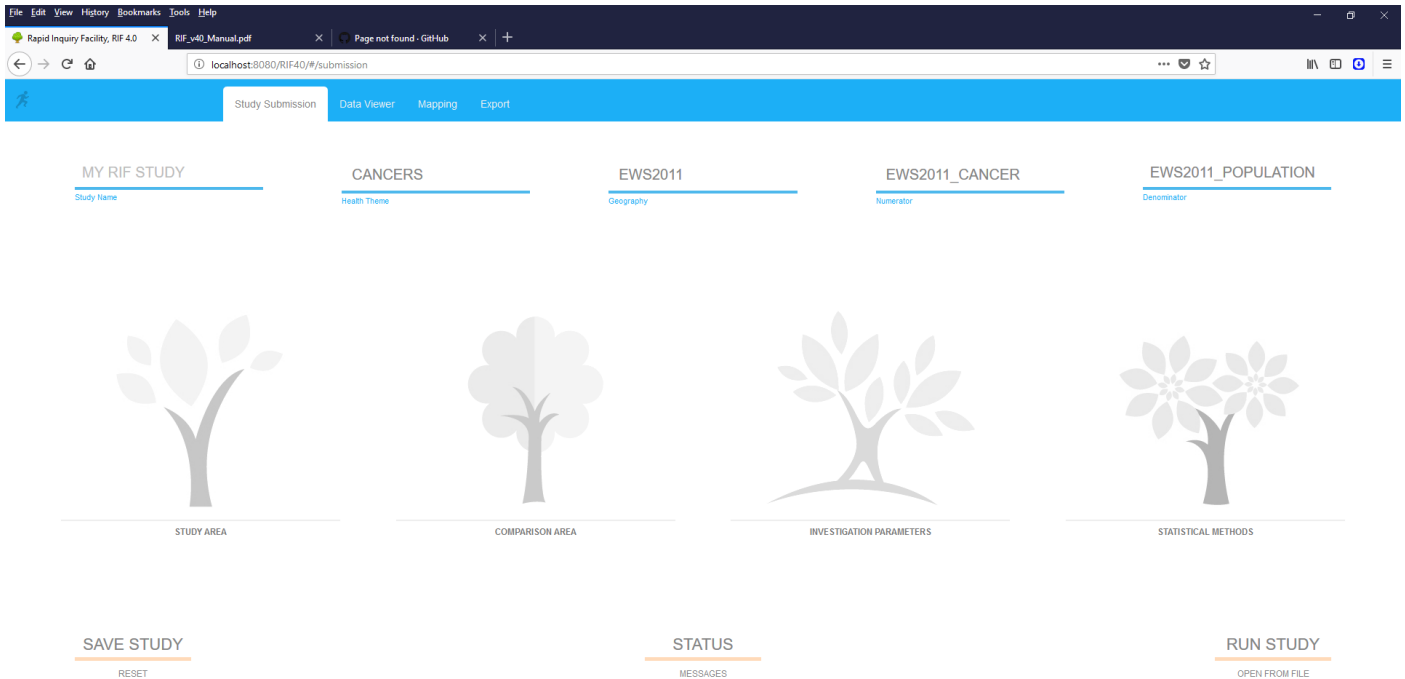 File Edit View History Bookmarks Tools Help
Rapid Inquiry Facility, RIF 4.0 RIF_v40_Manual.pdf Page not found · GitHub
localhost:8080/RIF40/#/submission
Study Submission Data Viewer Mapping Export
MY RIF STUDY CANCERS EWS2011 EWS2011_CANCER EWS2011_POPULATION
Study Name Health Theme Geography Numerator Denominator
STUDY AREA COMPARISON AREA INVESTIGATION PARAMETERS STATISTICAL METHODS
SAVE STUDY STATUS RUN STUDY
RESET MESSAGES OPEN FROM FILE